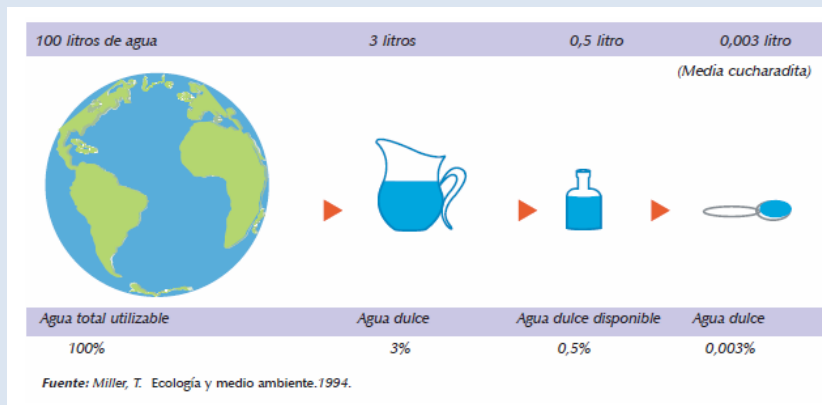 100 litros de agua 3 litros 0,5 litro 0,003 litro
(Media cucharadita)
Agua total utilizable Agua dulce Agua dulce disponible Agua dulce
100% 3% 0,5% 0,003%
Fuente: Miller, T. Ecología y medio ambiente.1994.